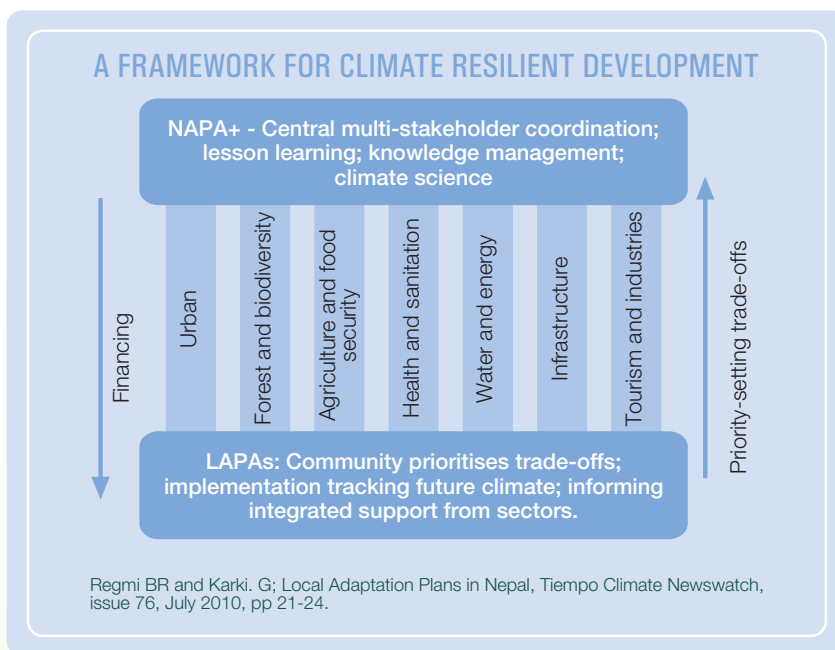 A FRAMEWORK FOR CLIMATE RESILIENT DEVELOPMENT
NAPA+ - Central multi-stakeholder coordination;
lesson learning; knowledge management;
climate science
Financing
Urban
Forest and biodiversity
Agriculture and food
security
Health and sanitation
Water and energy
Infrastructure
Tourism and industries
Priority-setting trade-offs
LAPAs: Community prioritises trade-offs;
implementation tracking future climate; informing
integrated support from sectors.
Regmi BR and Karki. G; Local Adaptation Plans in Nepal, Tiempo Climate Newswatch,
issue 76, July 2010, pp 21-24.